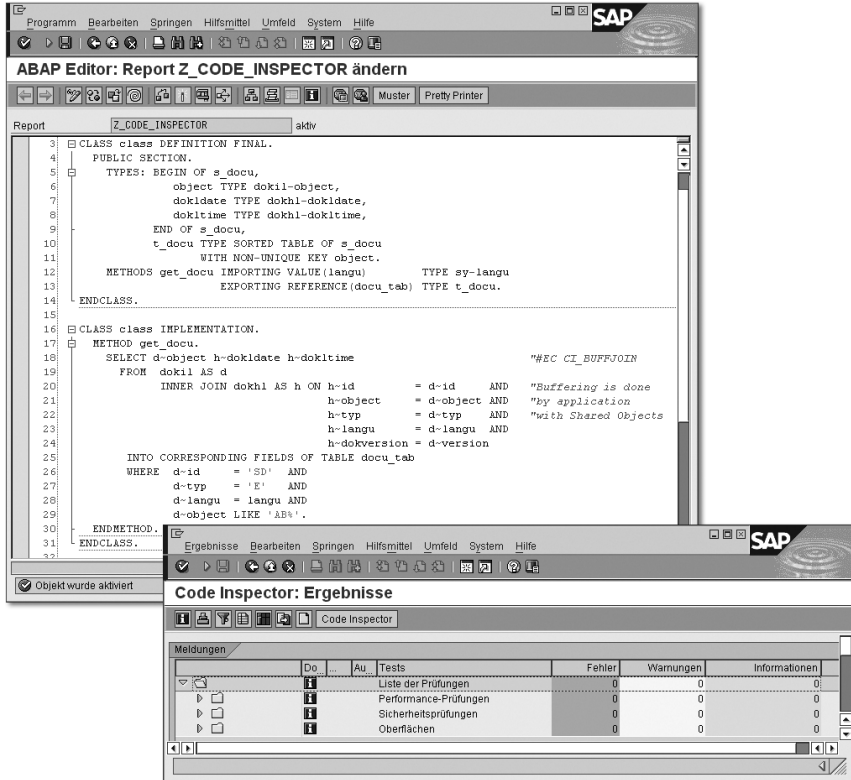 Programm Bearbeiten Springen Hilfsmittel Umfeld System Hilfe
SAP
ABAP Editor: Report Z_CODE_INSPECTOR ändern
Muster Pretty Printer
Report Z_CODE_INSPECTOR aktiv
3 CLASS class DEFINITION FINAL.
4 PUBLIC SECTION.
5 TYPES: BEGIN OF s_docu,
6 object TYPE dokil-object,
7 dokldate TYPE dokhl-dokldate,
8 dokltime TYPE dokhl-dokltime,
9 END OF s_docu,
10 t_docu TYPE SORTED TABLE OF s_docu
11 WITH NON-UNIQUE KEY object.
12 METHODS get_docu IMPORTING VALUE(langu) TYPE sy-langu
13 EXPORTING REFERENCE(docu_tab) TYPE t_docu.
14 ENDCLASS.
15
16 CLASS class IMPLEMENTATION.
17 METHOD get_docu.
18 SELECT d~object h~dokldate h~dokltime "#EC CI_BUFFJOIN
19 FROM dokil AS d
20 INNER JOIN dokhl AS h ON h~id = d~id AND "Buffering is done
21 h~object = d~object AND "by application
22 h~typ = d~typ AND "with Shared Objects
23 h~langu = d~langu AND
24 h~dokversion = d~version
25 INTO CORRESPONDING FIELDS OF TABLE docu_tab
26 WHERE d~id = 'SD' AND
27 d~typ = 'E' AND
28 d~langu = langu AND
29 d~object LIKE 'AB%'.
30 ENDMETHOD.
31 ENDCLASS.
32
Objekt wurde aktiviert
Ergebnisse Bearbeiten Springen Hilfsmittel Umfeld System Hilfe
SAP
Code Inspector: Ergebnisse
Code Inspector
Meldungen
Do... ... Au... Tests Fehler Warnungen Informationen
Liste der Prüfungen 0 0 0
Performance-Prüfungen 0 0 0
Sicherheitsprüfungen 0 0 0
Oberflächen 0 0 0